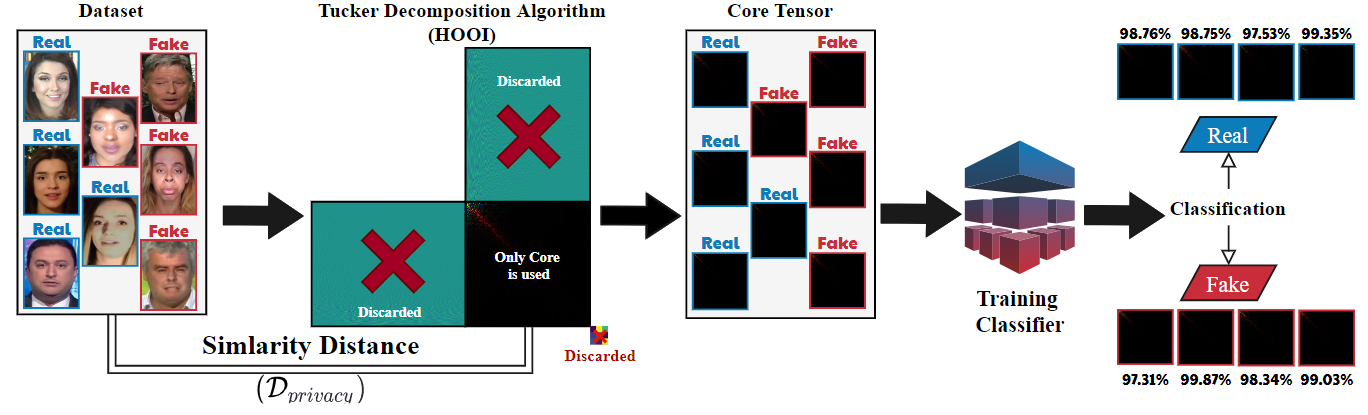 Dataset
Real
Fake
Fake
Real
Fake
Real
Real
Fake
Tucker Decomposition Algorithm
(HOOI)
Discarded
Discarded
Only Core
is used
Discarded
Simlarity Distance
(𝒟privacy)
Core Tensor
Real
Fake
Fake
Real
Fake
Real
Real
Fake
Training
Classifier
98.76% 98.75% 97.53% 99.35%
Real
Classification
Fake
97.31% 99.87% 98.34% 99.03%